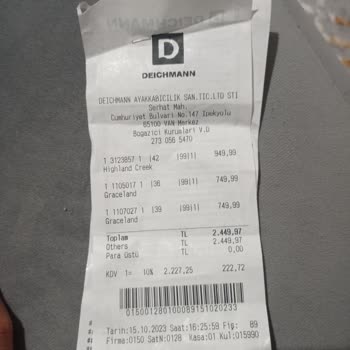 D
DEICHMANN
DEICHMANN AYAKKABICILIK SAN.TIC.LTD STI
Serhat Mah.
Cumhuriyet Bulvari No.147 Ipekyolu
65100 VAN Merkez
Bogazici Kurumlari V.D
273 056 5470
1 3123857 1 |42 |99|1 949,99
Highland Creek
1 1105017 1 |36 |99|1 749,99
Graceland
1 1107027 1 |39 |99|1 749,99
Graceland
Toplam TL 2.449,97
Others TL 2.449,97
Para üstü TL 0,00
KDV 1= 10% 2.227,25 222,72
015001280100089151020233
Tarih:15.10.2023 Saat:16:25:59 Fiş: 89
Firma:0150 SatN:0128 Kasa:01 Kul:015990